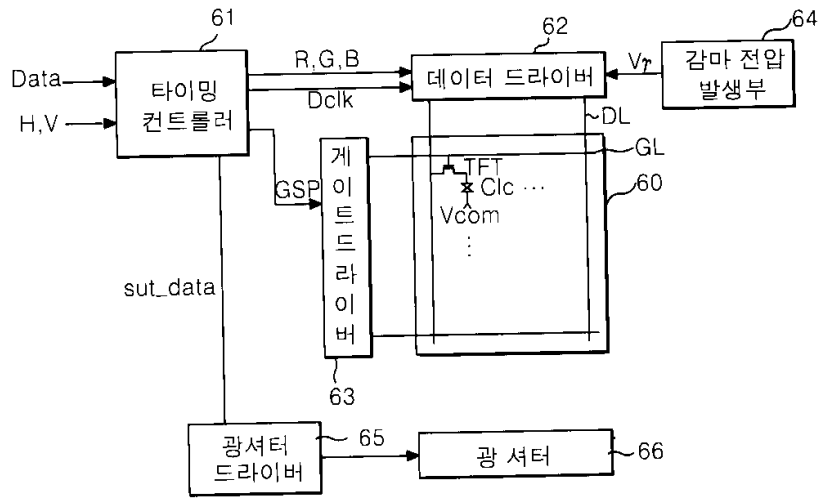 61
62
64
Data
H,V
타이밍
컨트롤러
R,G,B
Dclk
데이터 드라이버
Vγ
감마 전압
발생부
DL
GL
게이트드라이버
GSP
TFT
Clc ...
Vcom
60
sut_data
63
광셔터
드라이버
65
광 셔터
66